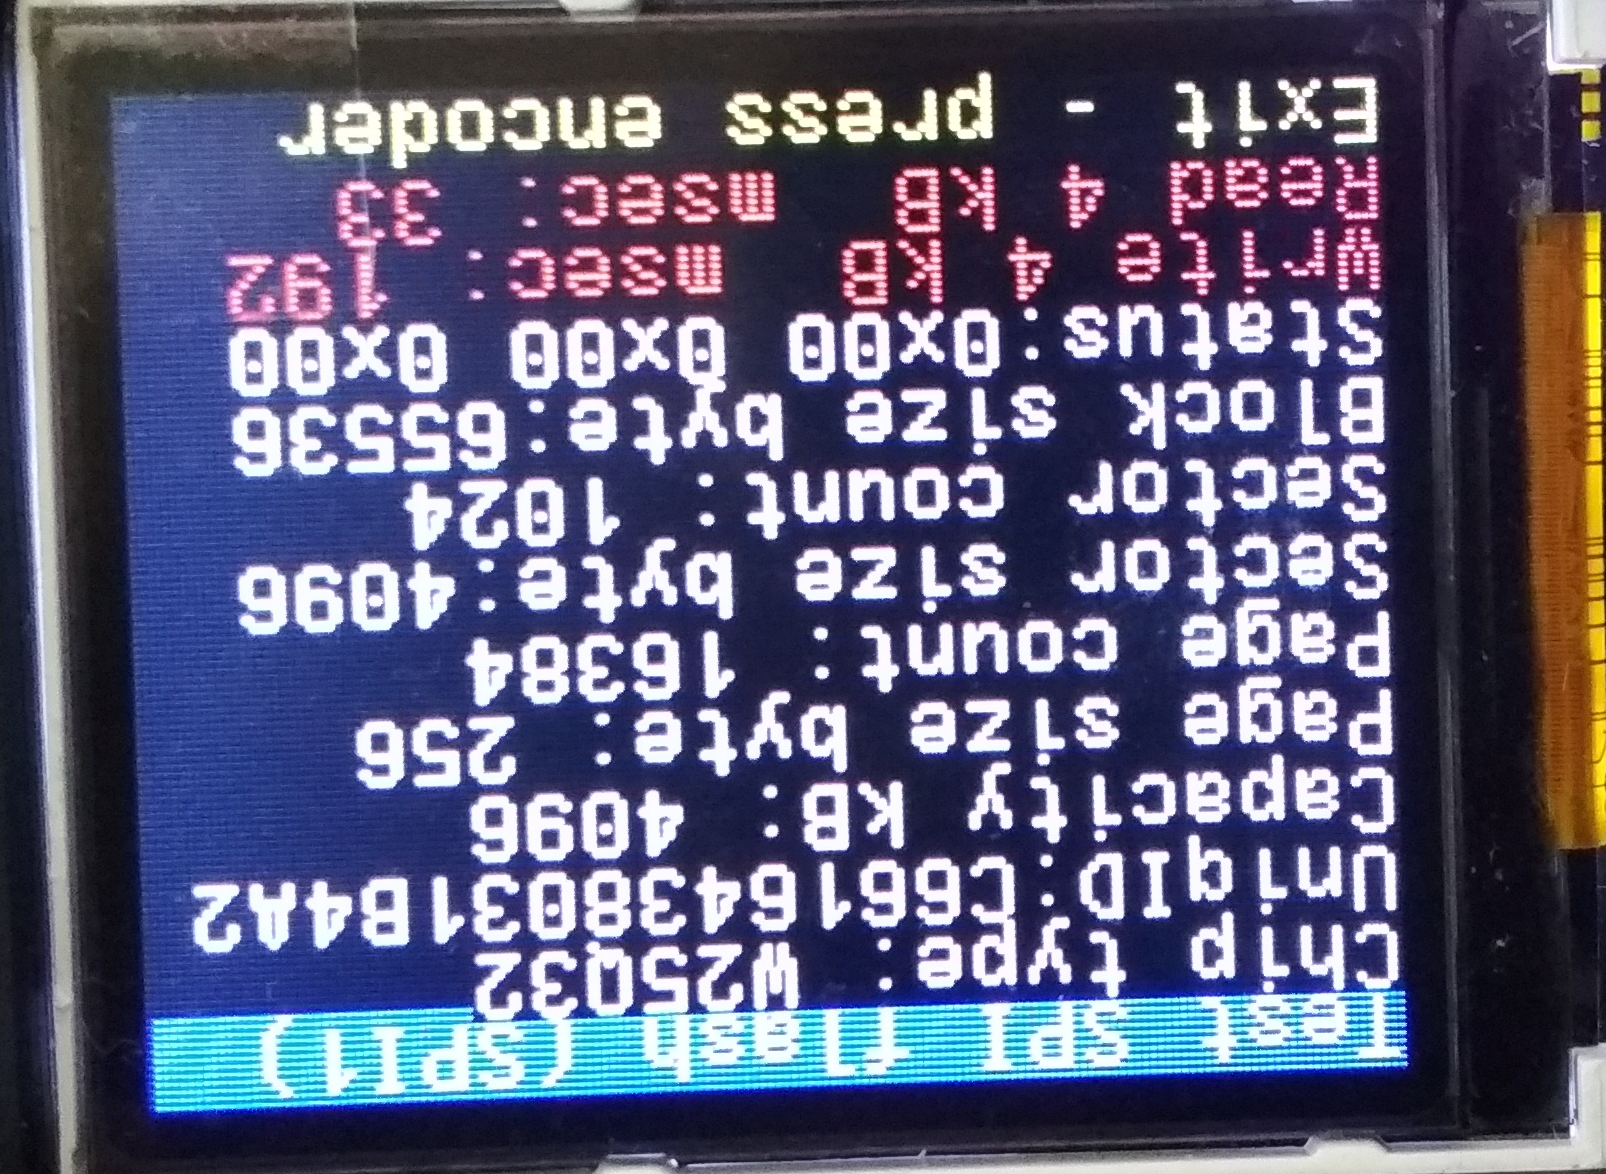 Test SPI flash (SPI1)
Chip type: W25Q32
UniqID:C6616438031B4A2
Capacity kB: 4096
Page size byte: 256
Page count: 16384
Sector size byte:4096
Sector count: 1024
Block size byte:65536
Status:0x00 0x00 0x00
Write 4 kB msec: 192
Read 4 kB msec: 33
Exit - press encoder